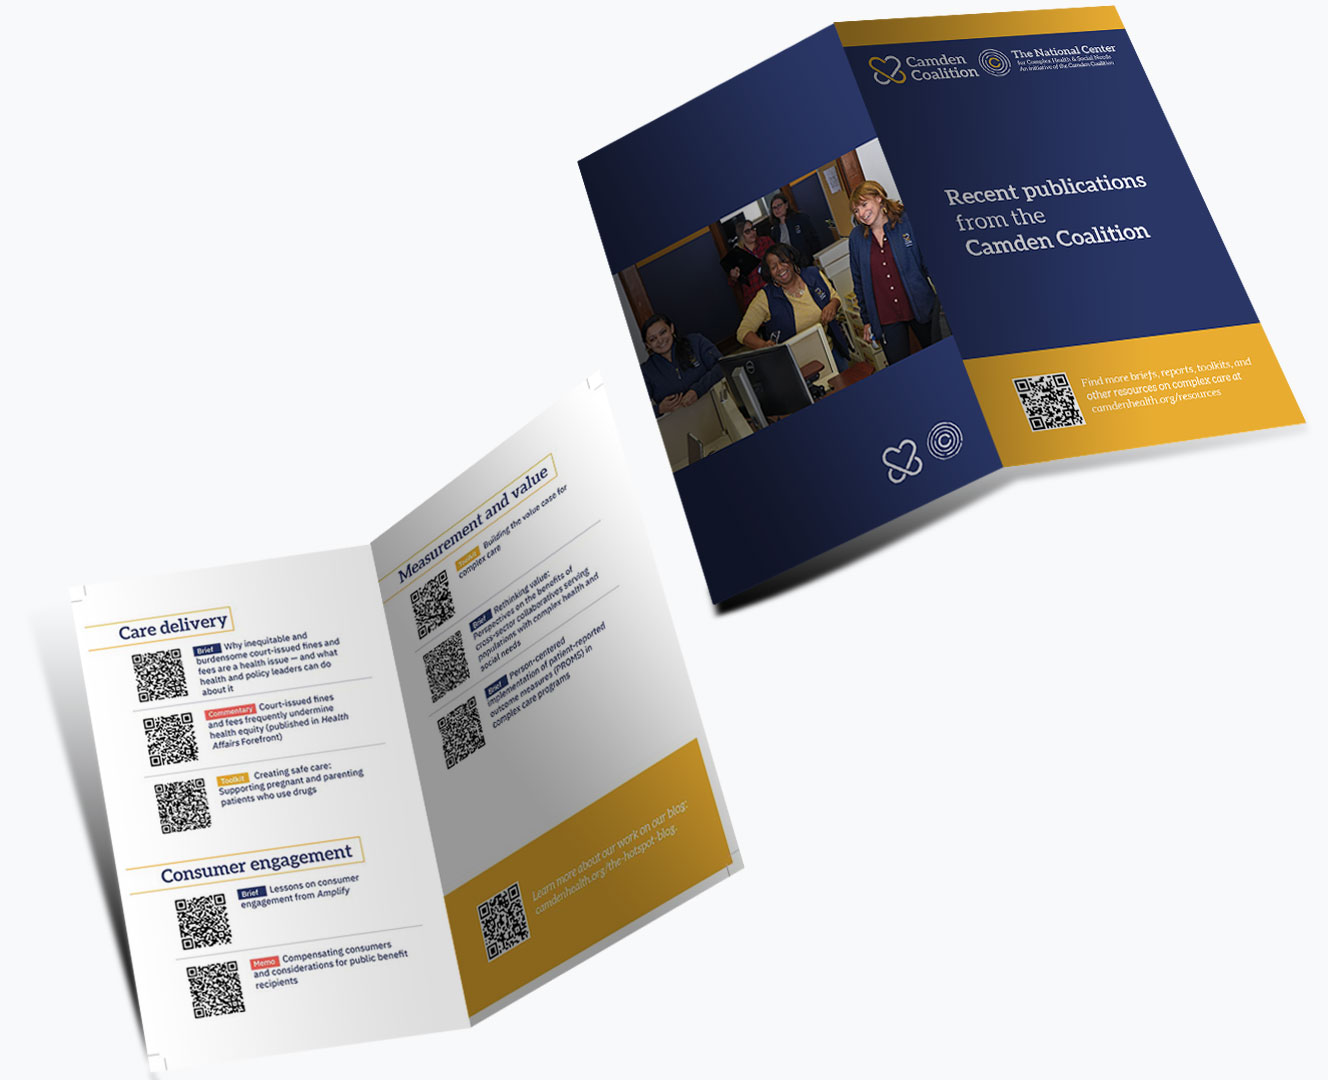 Camden
Coalition
The National Center
for Complex Health & Social Needs
An initiative of the Camden Coalition
Recent publications
from the
Camden Coalition
Find more briefs, reports, toolkits, and
other resources on complex care at
camdenhealth.org/resources
Care delivery
Brief Why inequitable and
burdensome court-issued fines and
fees are a health issue — and what
health and policy leaders can do
about it
Commentary Court-issued fines
and fees frequently undermine
health equity (published in Health
Affairs Forefront)
Toolkit Creating safe care:
Supporting pregnant and parenting
patients who use drugs
Consumer engagement
Brief Lessons on consumer
engagement from Amplify
Memo Compensating consumers
and considerations for public benefit
recipients
Measurement and value
Toolkit Building the value case for
complex care
Brief Rethinking value:
Perspectives on the benefits of
cross-sector collaboratives serving
populations with complex health and
social needs
Brief Person-centered
implementation of patient-reported
outcome measures (PROMS) in
complex care programs
Learn more about our work on our blog:
camdenhealth.org/the-hotspot-blog.